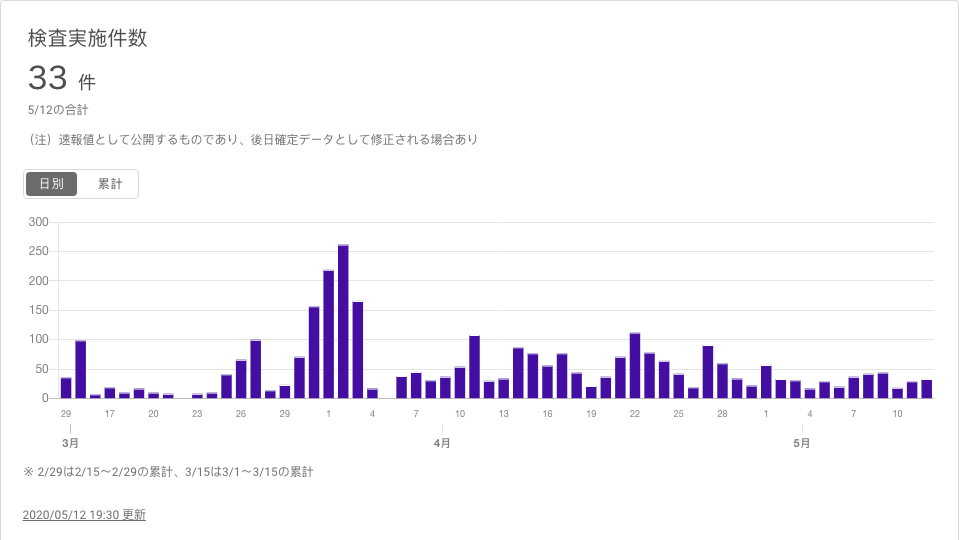 検査実施件数
33 件
5/12の合計
（注）速報値として公開するものであり、後日確定データとして修正される場合あり
日別 累計
300
250
200
150
100
50
0
29 17 20 23 26 29 1 4 7 10 13 16 19 22 25 28 1 4 7 10
3月 4月 5月
※ 2/29は2/15～2/29の累計、3/15は3/1～3/15の累計
2020/05/12 19:30 更新